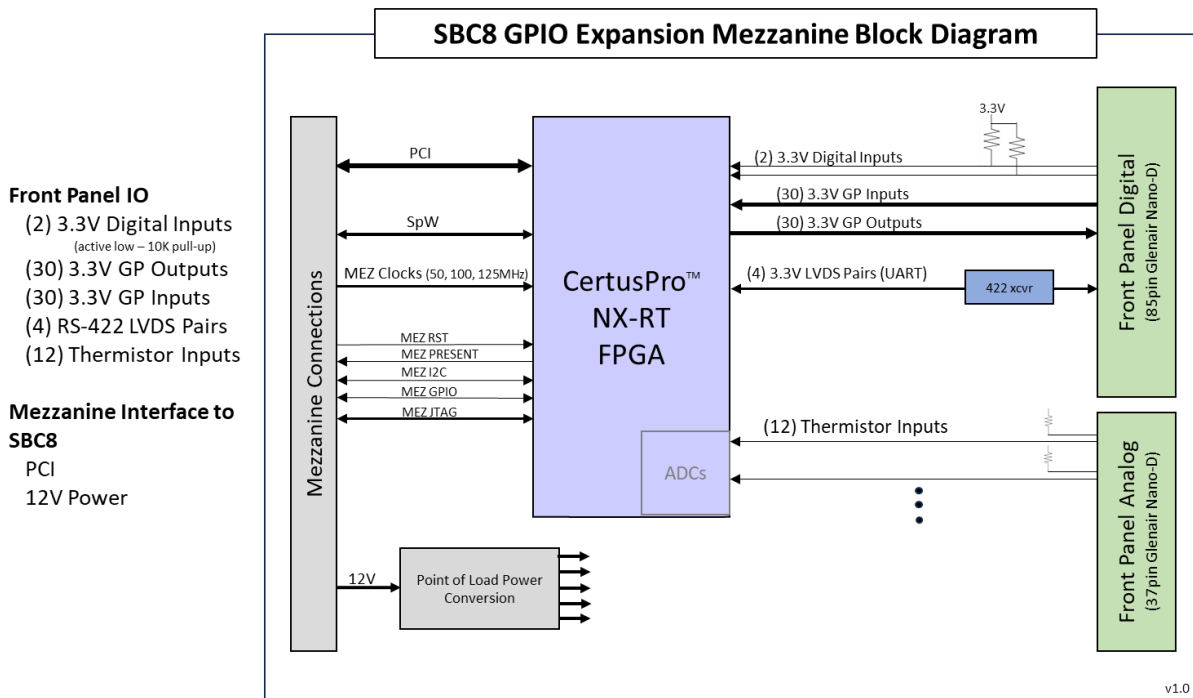 SBC8 GPIO Expansion Mezzanine Block Diagram
Front Panel IO
(2) 3.3V Digital Inputs
(active low – 10K pull-up)
(30) 3.3V GP Outputs
(30) 3.3V GP Inputs
(4) RS-422 LVDS Pairs
(12) Thermistor Inputs
Mezzanine Interface to
SBC8
PCI
12V Power
Mezzanine Connections
PCI
SpW
MEZ Clocks (50, 100, 125MHz)
MEZ RST
MEZ PRESENT
MEZ I2C
MEZ GPIO
MEZ JTAG
12V
Point of Load Power
Conversion
CertusPro™
NX-RT
FPGA
ADCs
3.3V
(2) 3.3V Digital Inputs
(30) 3.3V GP Inputs
(30) 3.3V GP Outputs
(4) 3.3V LVDS Pairs (UART)
422 xcvr
(12) Thermistor Inputs
Front Panel Digital
(85pin Glenair Nano-D)
Front Panel Analog
(37pin Glenair Nano-D)
v1.0